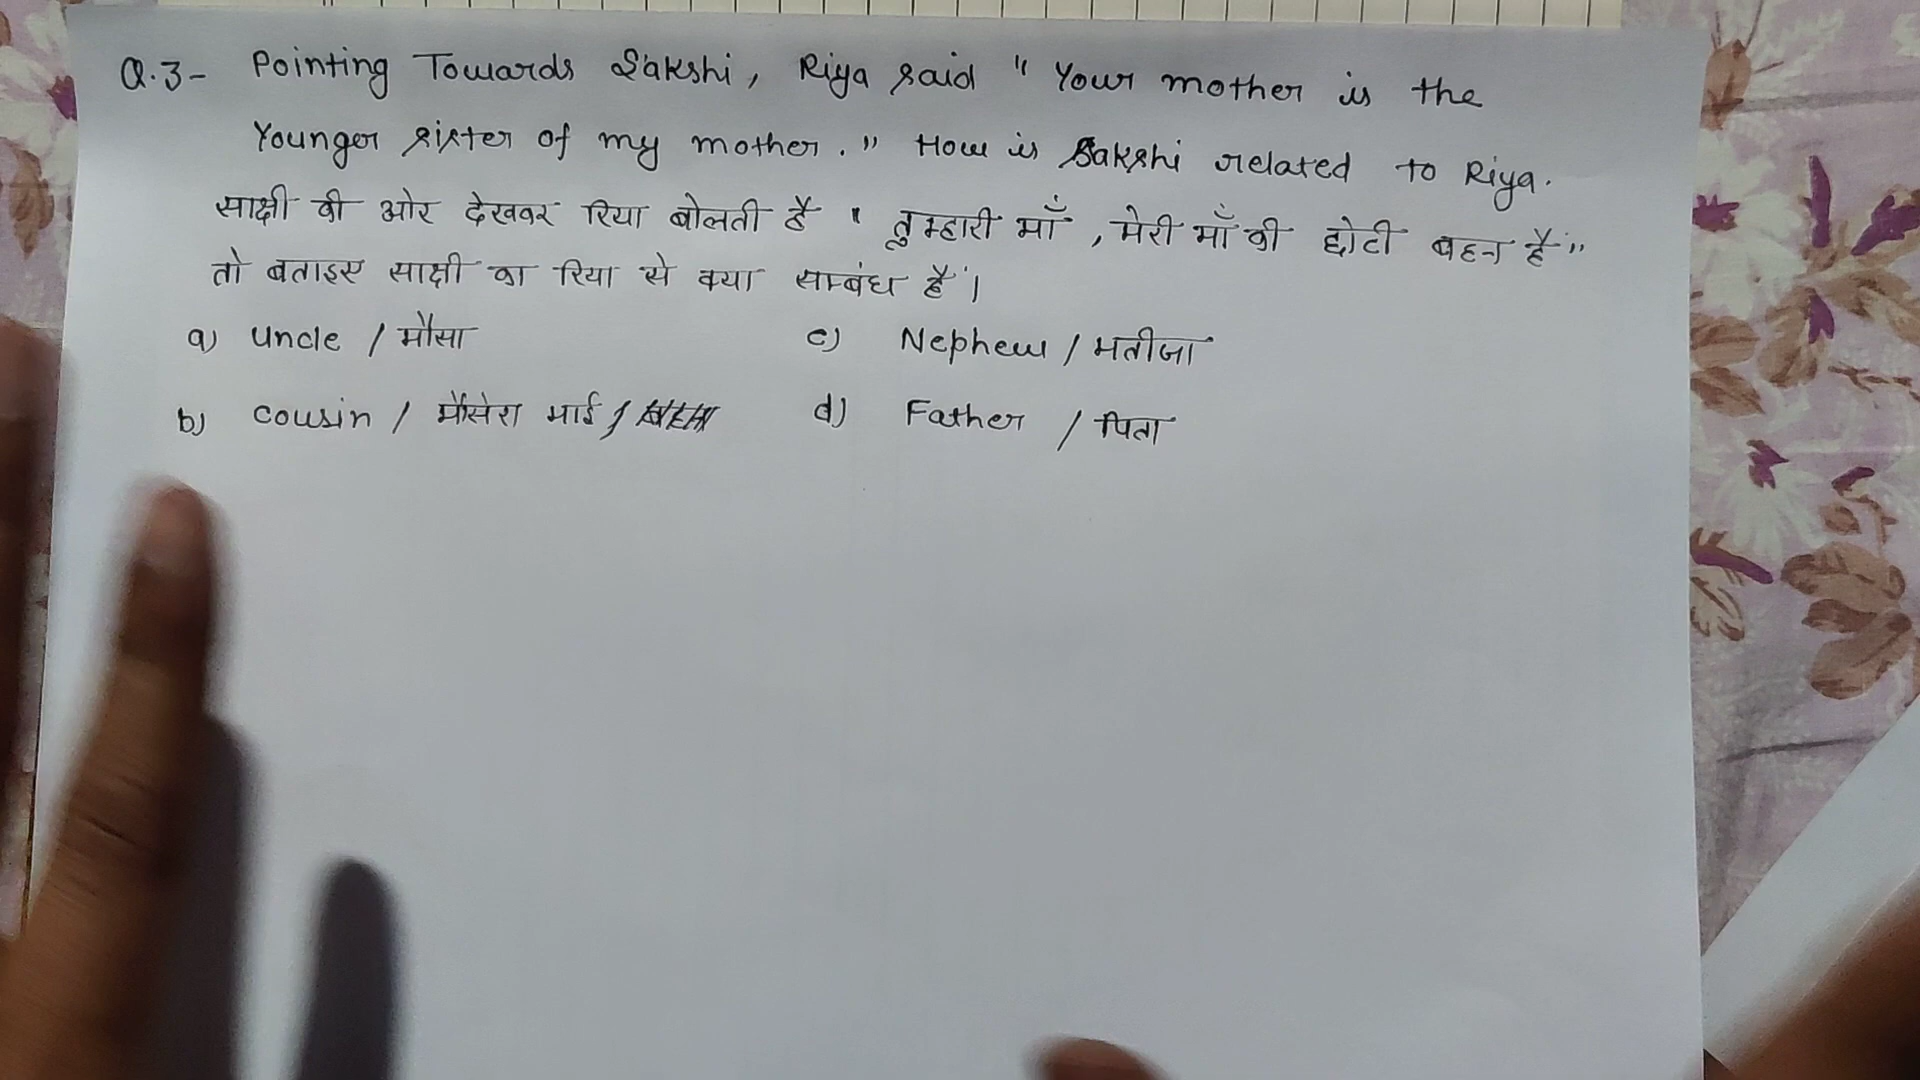 Q.3- Pointing Towards Sakshi, Riya said " Your mother is the
Younger sister of my mother." How is Sakshi related to Riya.
साक्षी की ओर देखकर रिया बोलती है " तुम्हारी माँ , मेरी माँ की छोटी बहन है"
तो बताइए साक्षी का रिया से क्या सम्बंध है ।
a) Uncle / मौसा
c) Nephew / भतीजा
b) Cousin / मौसेरा भाई /
d) Father / पिता